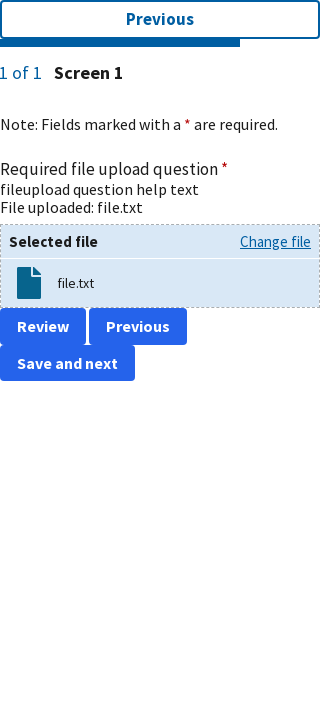 Previous
1 of 1 Screen 1
Note: Fields marked with a * are required.
Required file upload question *
fileupload question help text
File uploaded: file.txt
Selected file Change file
file.txt
Review Previous
Save and next